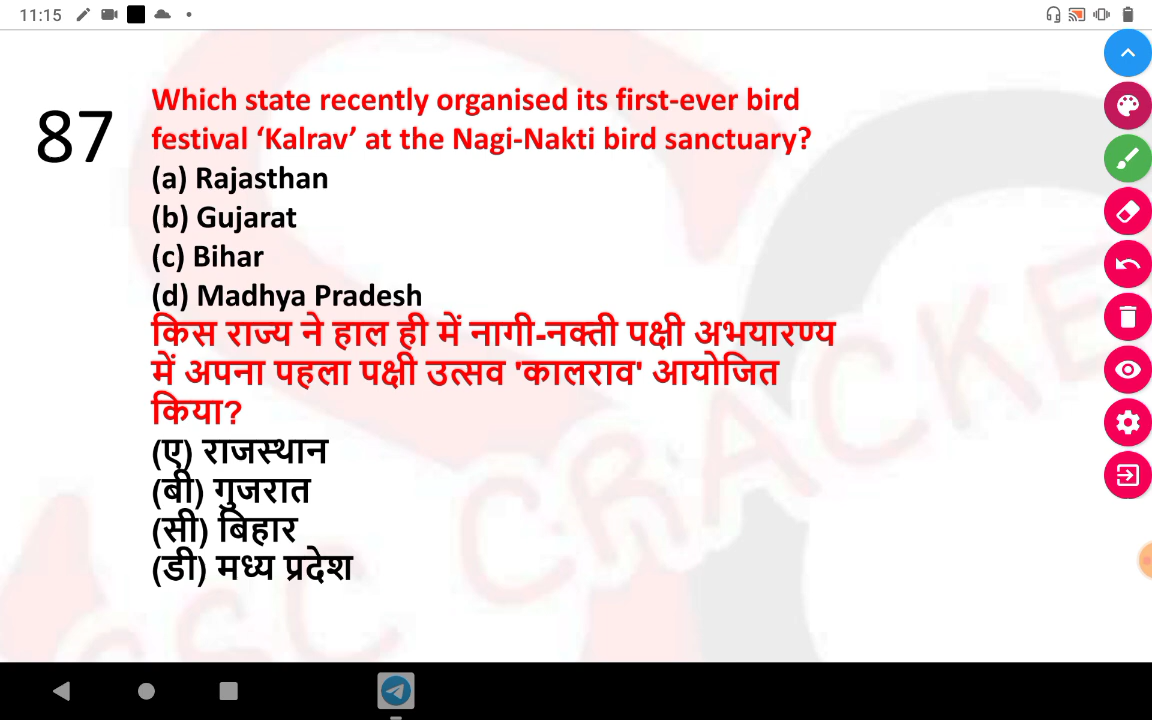 11:15
87
Which state recently organised its first-ever bird
festival ‘Kalrav’ at the Nagi-Nakti bird sanctuary?
(a) Rajasthan
(b) Gujarat
(c) Bihar
(d) Madhya Pradesh
किस राज्य ने हाल ही में नागी-नक्ती पक्षी अभयारण्य
में अपना पहला पक्षी उत्सव 'कालराव' आयोजित
किया?
(ए) राजस्थान
(बी) गुजरात
(सी) बिहार
(डी) मध्य प्रदेश
SSC CRACKE